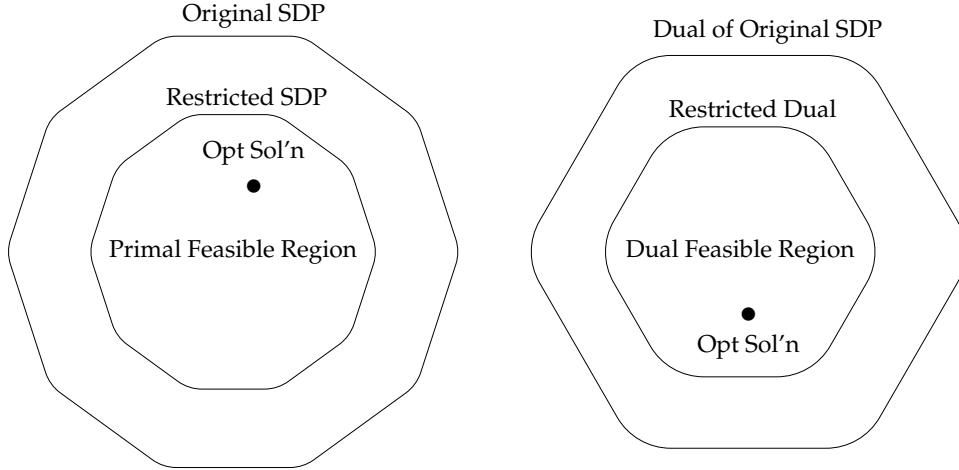 Original SDP
Restricted SDP
Opt Sol'n
Primal Feasible Region
Dual of Original SDP
Restricted Dual
Dual Feasible Region
Opt Sol'n